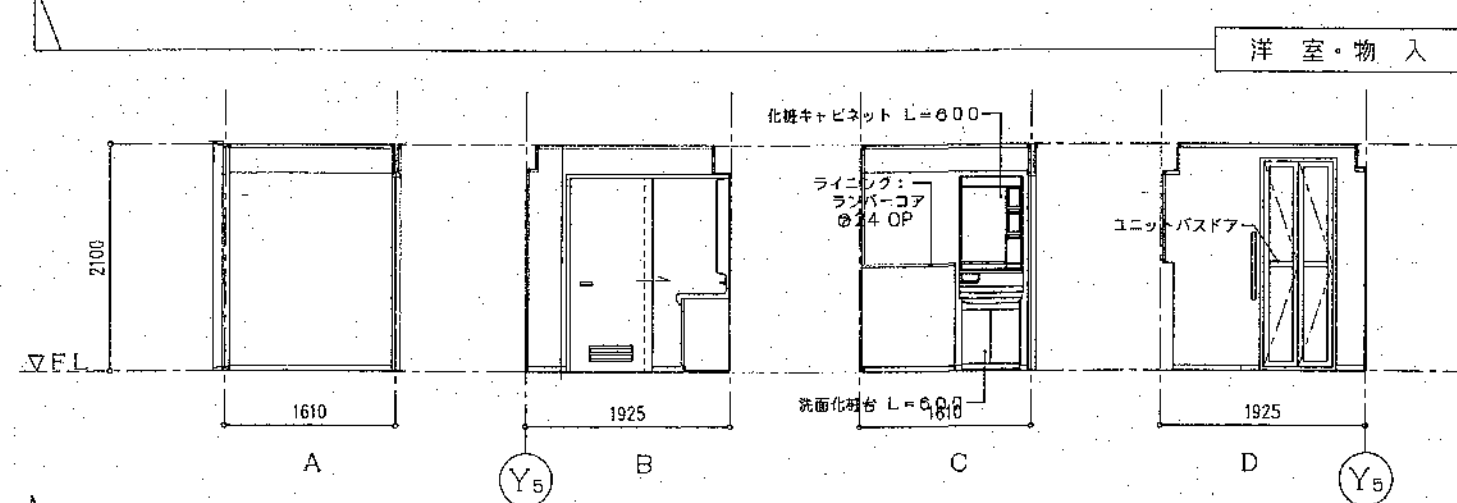 洋室・物入
化粧キャビネット L=600
ライニング:
ランバーコア
@24 OP
ユニットバスドア
2100
▽FL
洗面化粧台 L=600
1610
1925
1610
1925
A
B
C
D
Y5
Y5